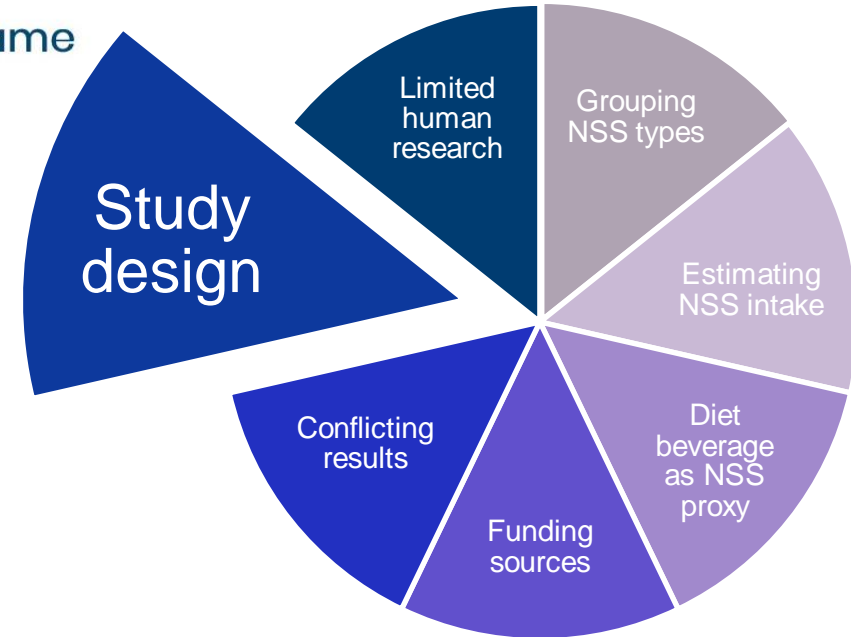 ume
Limited
human
research
Grouping
NSS types
Study
design
Estimating
NSS intake
Diet
beverage
as NSS
proxy
Conflicting
results
Funding
sources